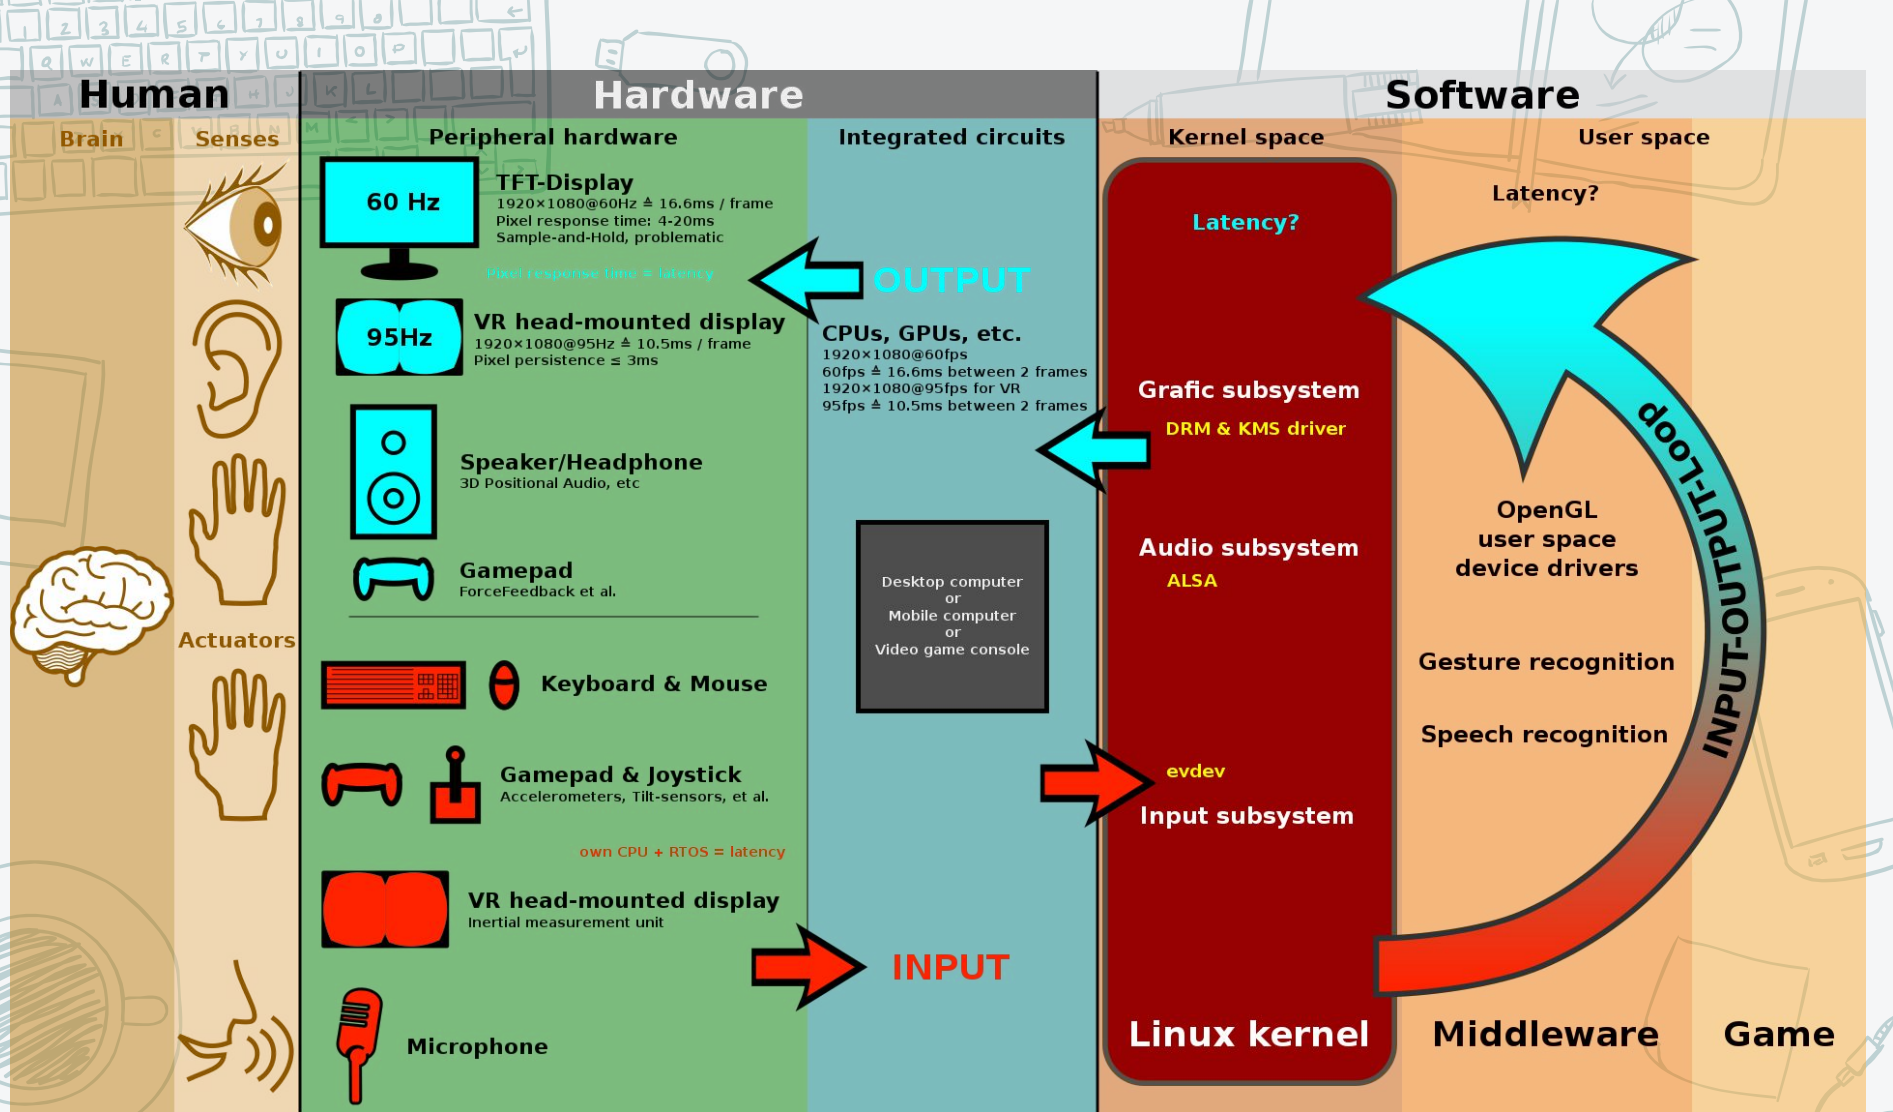 Human
Hardware
Software
Brain
Senses
Peripheral hardware
Integrated circuits
Kernel space
User space
60 Hz
TFT-Display
1920×1080@60Hz ≙ 16.6ms / frame
Pixel response time: 4-20ms
Sample-and-Hold, problematic
Pixel response time = latency
95Hz
VR head-mounted display
1920×1080@95Hz ≙ 10.5ms / frame
Pixel persistence ≤ 3ms
Speaker/Headphone
3D Positional Audio, etc
Gamepad
ForceFeedback et al.
Actuators
Keyboard & Mouse
Gamepad & Joystick
Accelerometers, Tilt-sensors, et al.
own CPU + RTOS = latency
VR head-mounted display
Inertial measurement unit
Microphone
OUTPUT
CPUs, GPUs, etc.
1920×1080@60fps
60fps ≙ 16.6ms between 2 frames
1920×1080@95fps for VR
95fps ≙ 10.5ms between 2 frames
Desktop computer
or
Mobile computer
or
Video game console
INPUT
Latency?
Grafic subsystem
DRM & KMS driver
Audio subsystem
ALSA
evdev
Input subsystem
Linux kernel
Latency?
OpenGL
user space
device drivers
Gesture recognition
Speech recognition
INPUT-OUTPUT-Loop
Middleware
Game